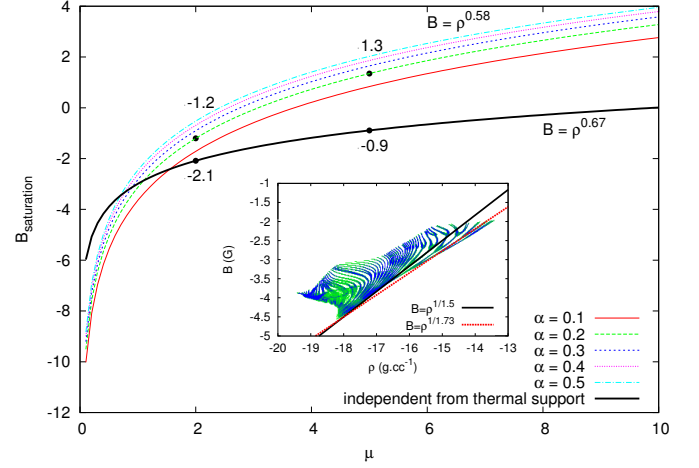 4
2
0
-2
-4
-6
-8
-10
-12
B_saturation
B = ρ^0.58
1.3
-1.2
B = ρ^0.67
-0.9
-2.1
-1
-1.5
-2
-2.5
-3
-3.5
-4
-4.5
-5
B (G)
B=ρ^1/1.5
B=ρ^1/1.73
-20 -19 -18 -17 -16 -15 -14 -13
ρ (g.cc^-1)
α = 0.1
α = 0.2
α = 0.3
α = 0.4
α = 0.5
independent from thermal support
0 2 4 6 8 10
μ